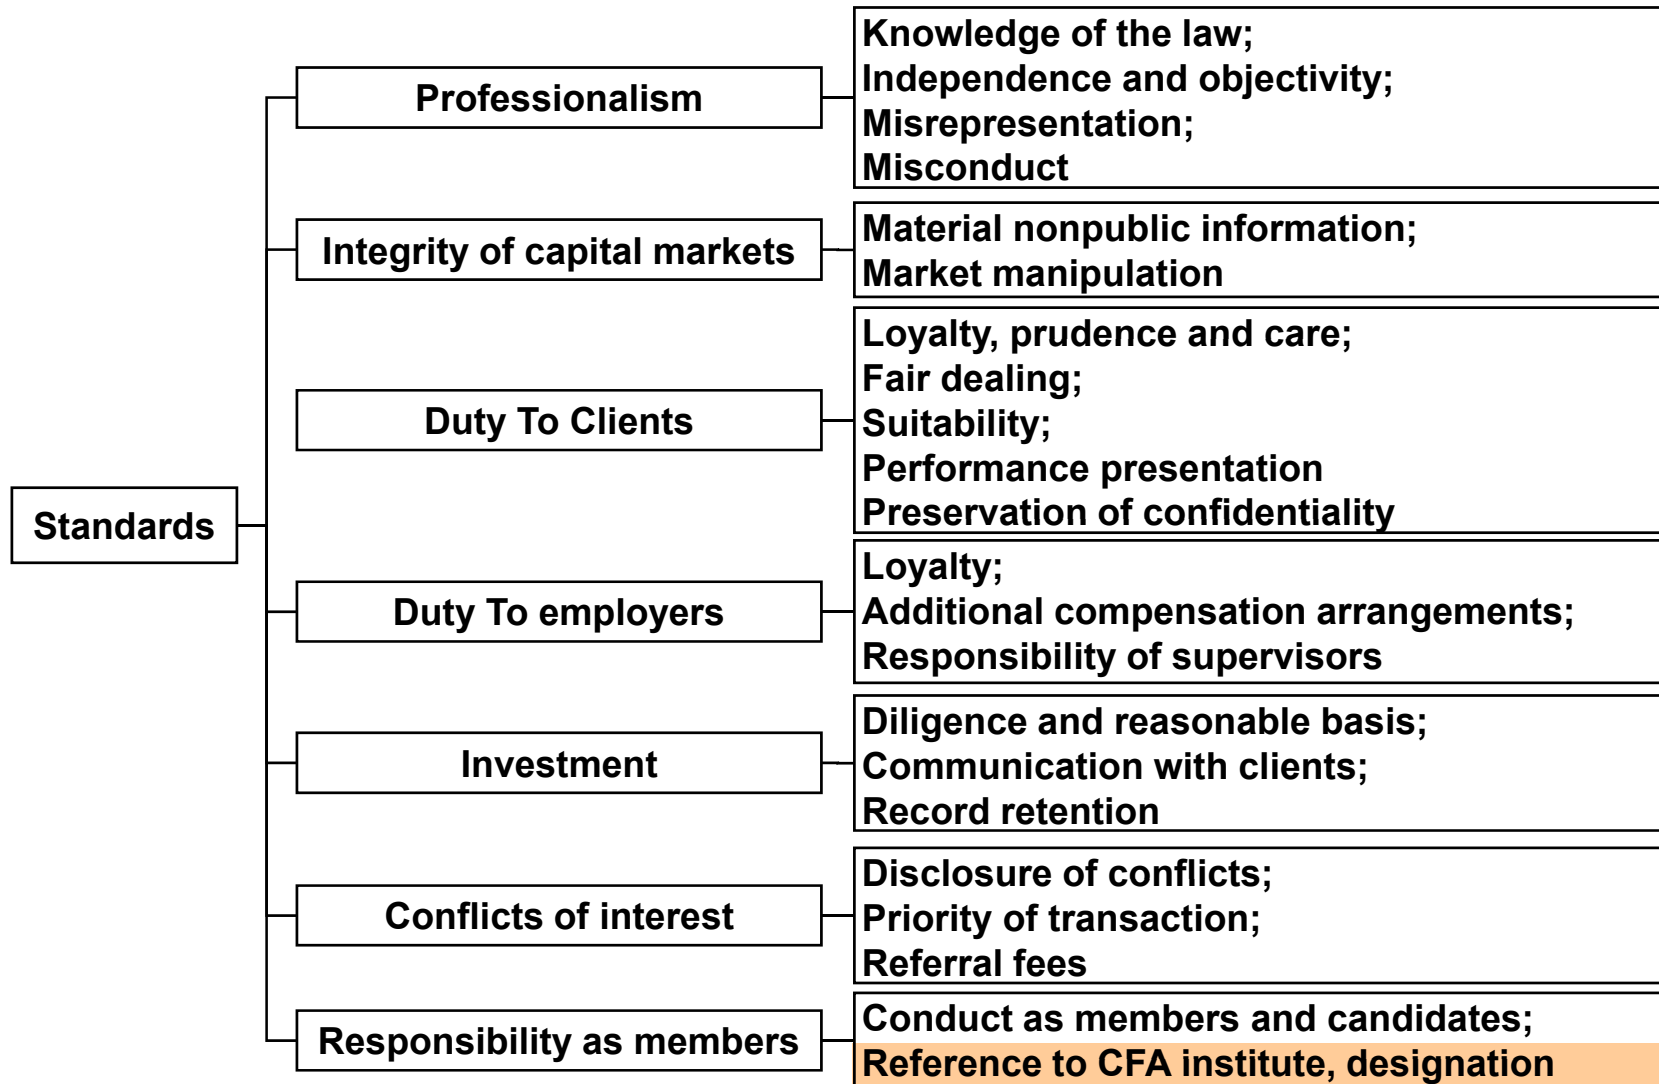 Standards
Professionalism
Knowledge of the law;
Independence and objectivity;
Misrepresentation;
Misconduct
Integrity of capital markets
Material nonpublic information;
Market manipulation
Duty To Clients
Loyalty, prudence and care;
Fair dealing;
Suitability;
Performance presentation
Preservation of confidentiality
Duty To employers
Loyalty;
Additional compensation arrangements;
Responsibility of supervisors
Investment
Diligence and reasonable basis;
Communication with clients;
Record retention
Conflicts of interest
Disclosure of conflicts;
Priority of transaction;
Referral fees
Responsibility as members
Conduct as members and candidates;
Reference to CFA institute, designation